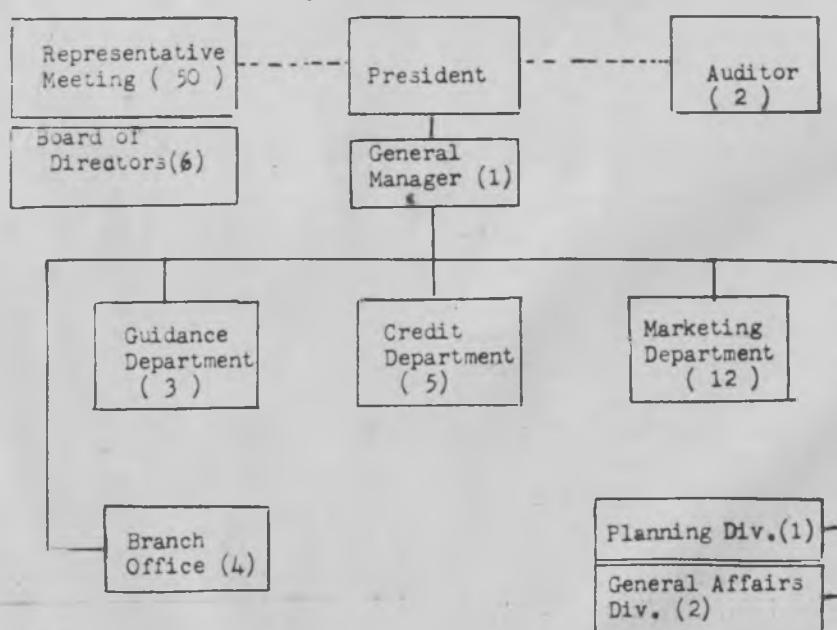 Representative
Meeting ( 50 )
President
Auditor
( 2 )
Board of
Directors(6)
General
Manager (1)
Guidance
Department
( 3 )
Credit
Department
( 5)
Marketing
Department
( 12 )
Branch
Office (4)
Planning Div.(1)
General Affairs
Div. (2)